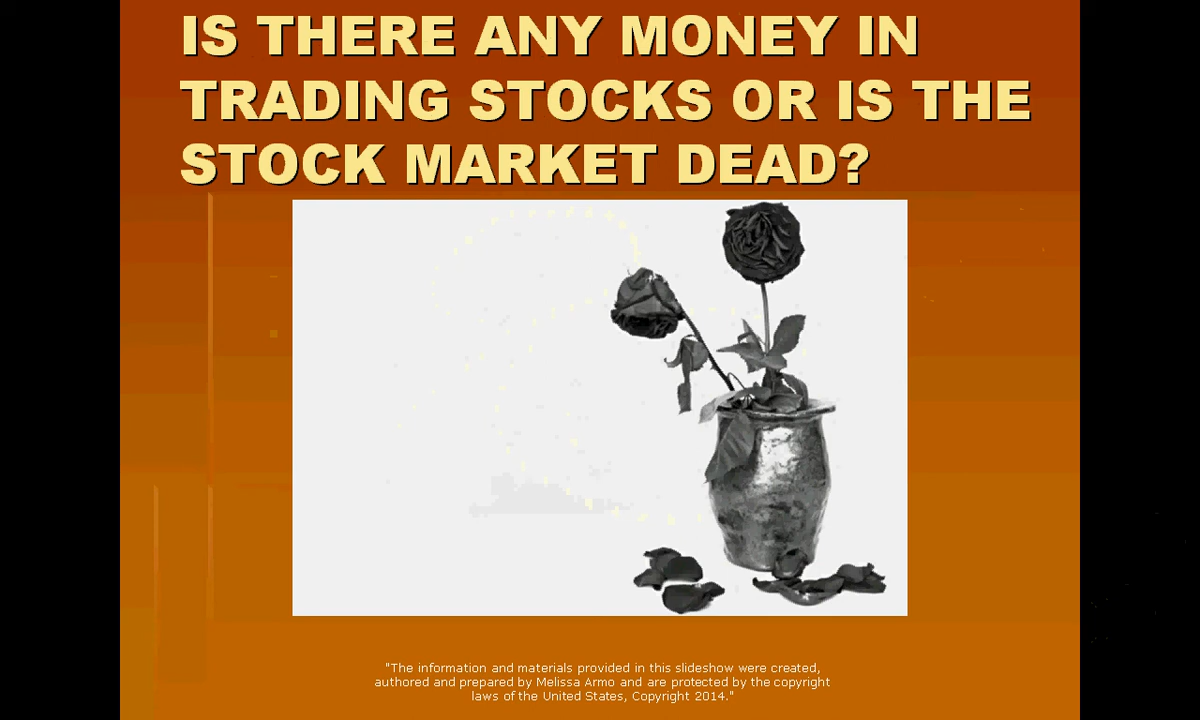 IS THERE ANY MONEY IN
TRADING STOCKS OR IS THE
STOCK MARKET DEAD?
"The information and materials provided in this slideshow were created,
authored and prepared by Melissa Armo and are protected by the copyright
laws of the United States, Copyright 2014."